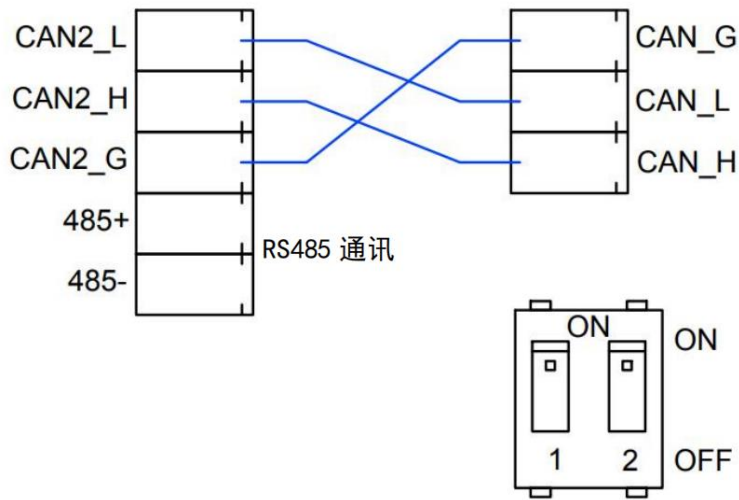 CAN2_L
CAN2_H
CAN2_G
485+
485-
RS485 通讯
CAN_G
CAN_L
CAN_H
ON
ON
1 2
OFF